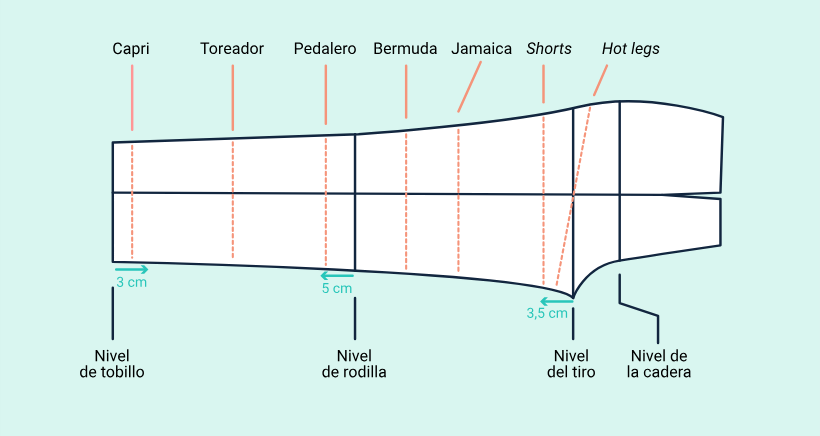 Capri
Toreador
Pedalero
Bermuda
Jamaica
Shorts
Hot legs
3 cm
5 cm
3,5 cm
Nivel
de tobillo
Nivel
de rodilla
Nivel
del tiro
Nivel de
la cadera